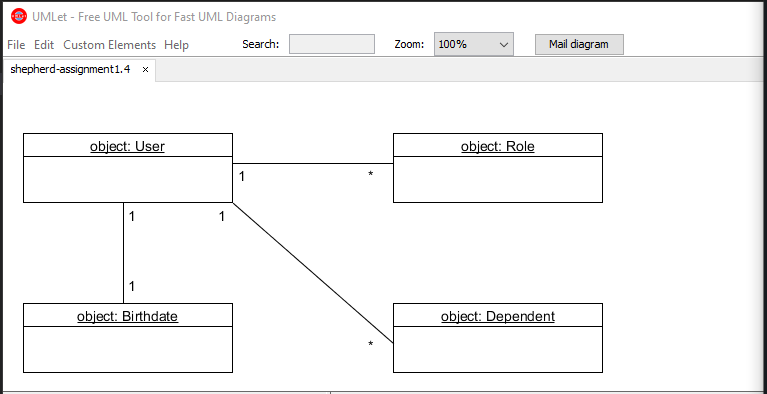 UMLet - Free UML Tool for Fast UML Diagrams
File Edit Custom Elements Help Search: Zoom: 100% Mail diagram
shepherd-assignment1.4 ×
object: User object: Role
1 *
1 1
1
object: Birthdate object: Dependent
*